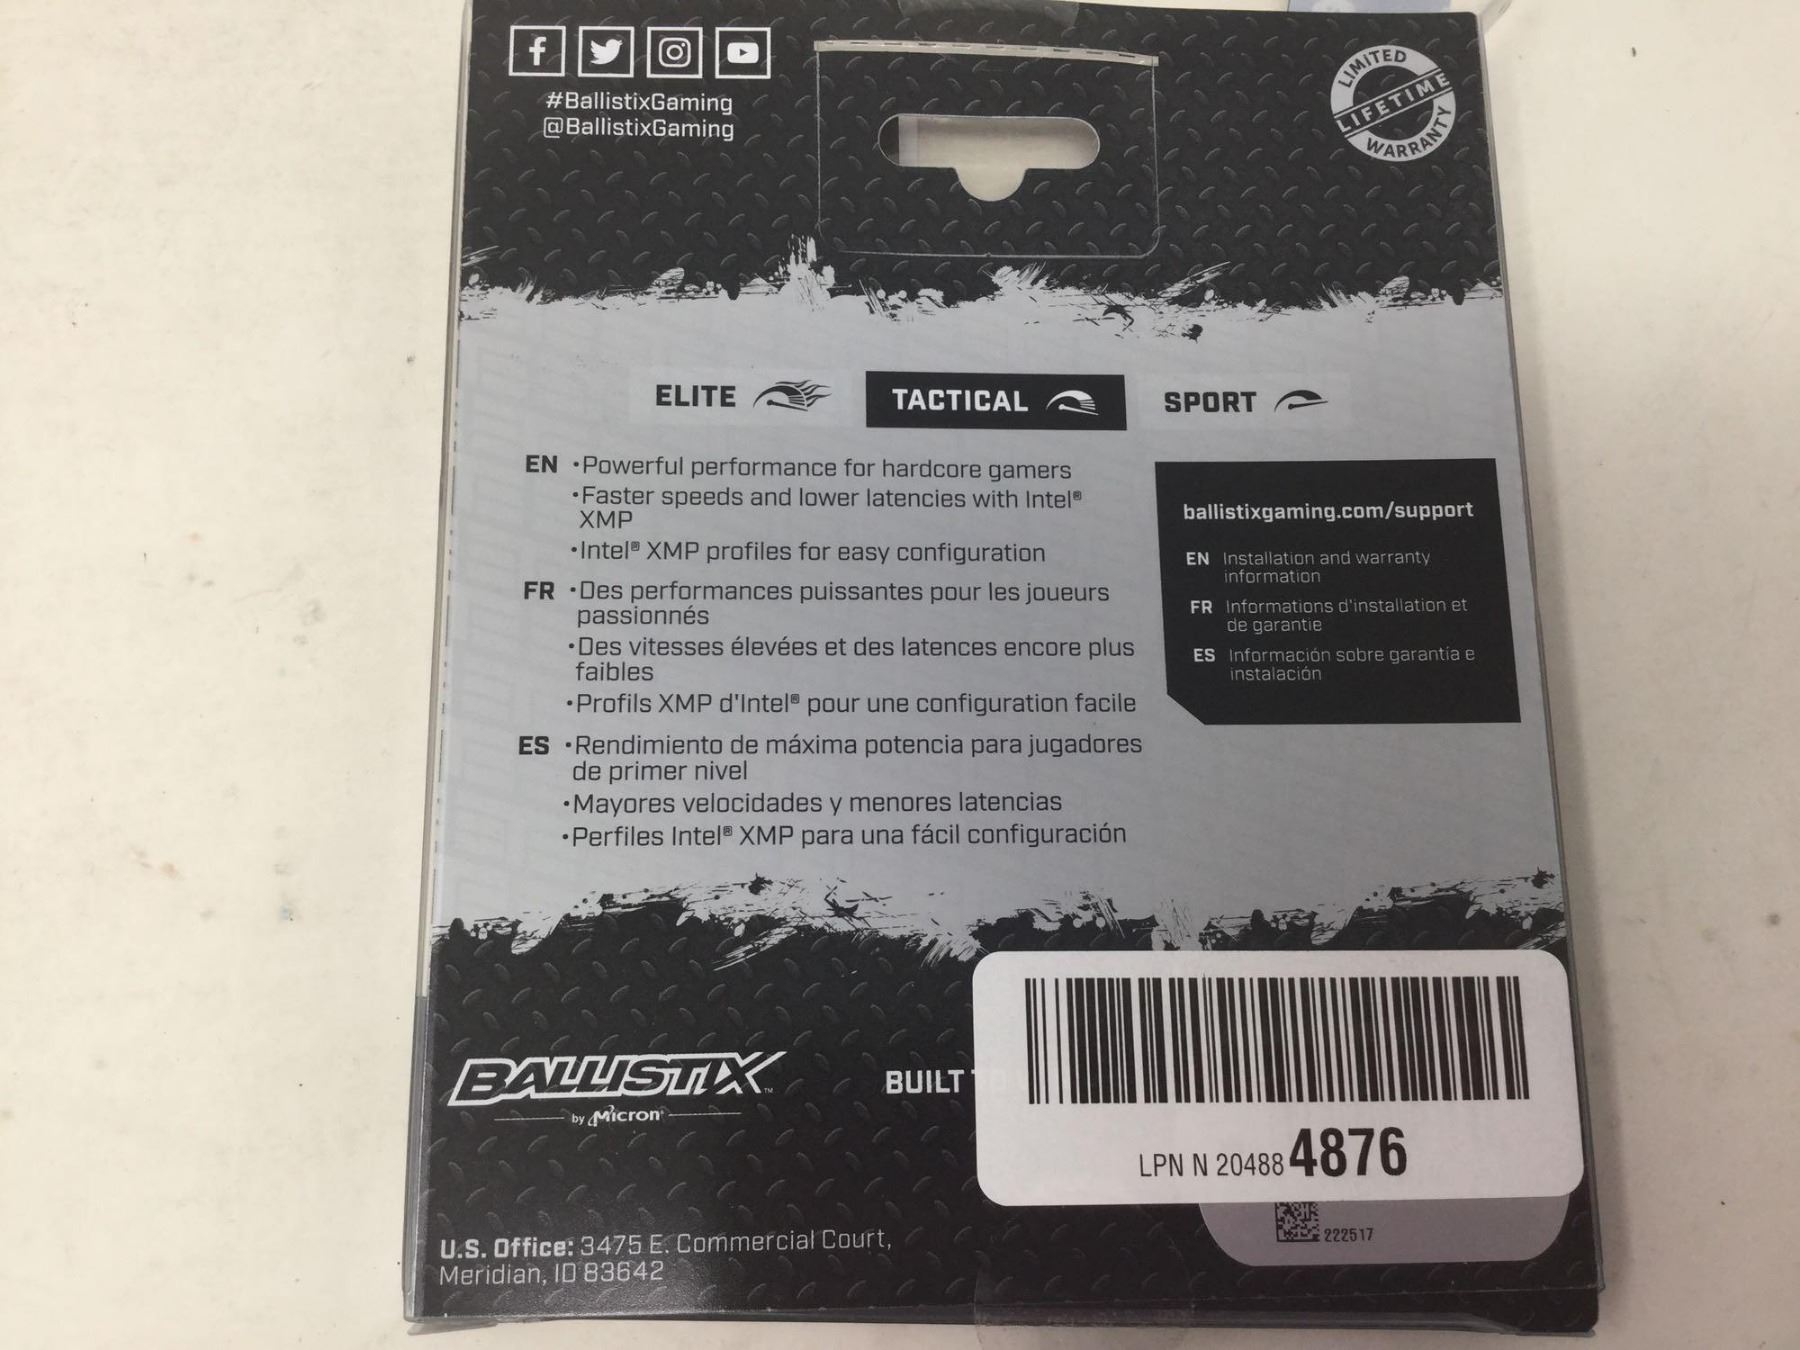 #BallistixGaming
@BallistixGaming
LIMITED
LIFETIME
WARRANTY
ELITE
TACTICAL
SPORT
EN •Powerful performance for hardcore gamers
•Faster speeds and lower latencies with Intel®
XMP
•Intel® XMP profiles for easy configuration
FR •Des performances puissantes pour les joueurs
passionnés
•Des vitesses élevées et des latences encore plus
faibles
•Profils XMP d'Intel® pour une configuration facile
ES •Rendimiento de máxima potencia para jugadores
de primer nivel
•Mayores velocidades y menores latencias
•Perfiles Intel® XMP para una fácil configuración
ballistixgaming.com/support
EN Installation and warranty
information
FR Informations d'installation et
de garantie
ES Información sobre garantía e
instalación
BALLISTIX™
by Micron®
BUILT
LPN N 204884876
222517
U.S. Office: 3475 E. Commercial Court,
Meridian, ID 83642